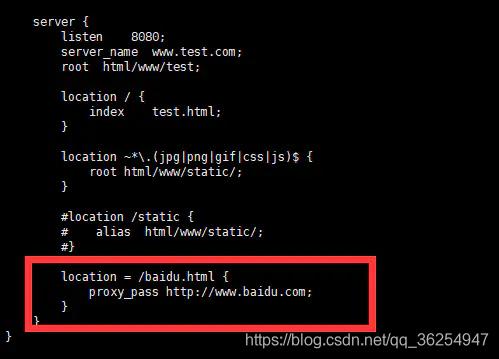 server {
listen 8080;
server_name www.test.com;
root html/www/test;
location / {
index test.html;
}
location ~*\.(jpg|png|gif|css|js)$ {
root html/www/static/;
}
#location /static {
# alias html/www/static/;
#}
location = /baidu.html {
proxy_pass http://www.baidu.com;
}
}
}
https://blog.csdn.net/qq_36254947